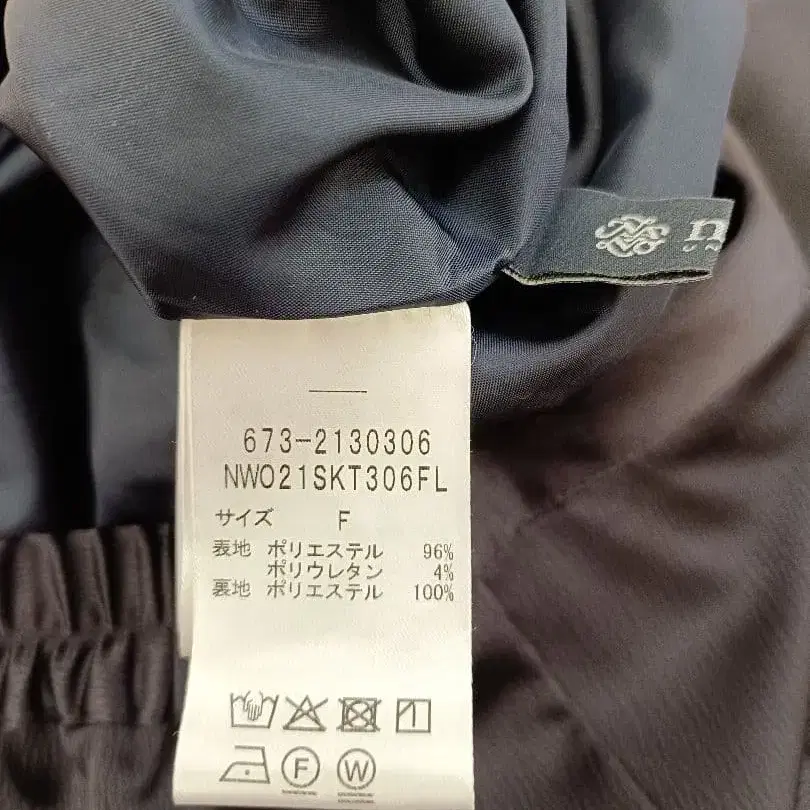 673-2130306
NWO21SKT306FL
サイズ F
表地 ポリエステル 96%
ポリウレタン 4%
裏地 ポリエステル 100%
F W